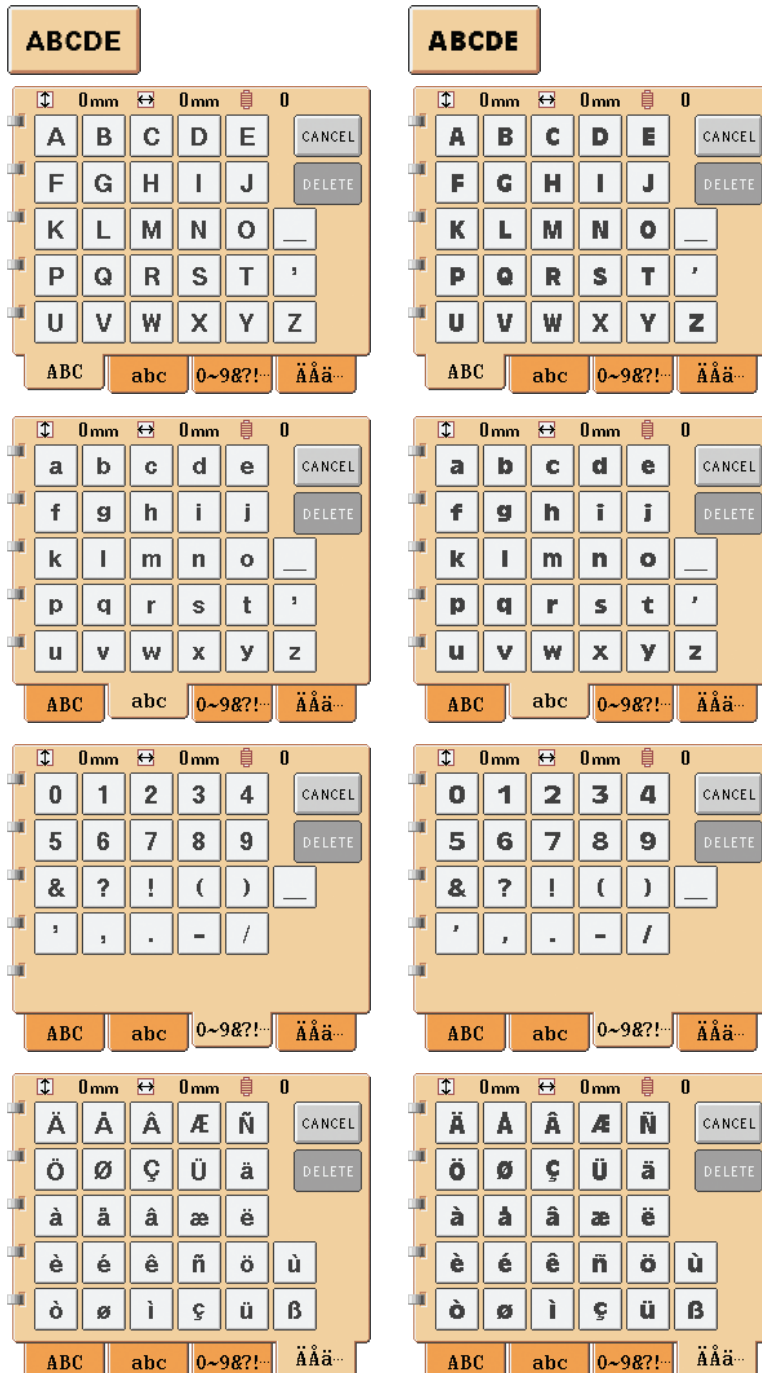 ABCDE
0mm 0mm 0
A B C D E CANCEL
F G H I J DELETE
K L M N O _
P Q R S T ’
U V W X Y Z
ABC abc 0~9&?!… ÄÅä…
0mm 0mm 0
a b c d e CANCEL
f g h i j DELETE
k l m n o _
p q r s t ’
u v w x y z
ABC abc 0~9&?!… ÄÅä…
0mm 0mm 0
0 1 2 3 4 CANCEL
5 6 7 8 9 DELETE
& ? ! ( ) _
’ , . - /
ABC abc 0~9&?!… ÄÅä…
0mm 0mm 0
Ä Å Â Æ Ñ CANCEL
Ö Ø Ç Ü ä DELETE
à å â æ ë
è é ê ñ ö ù
ò ø ì ç ü ß
ABC abc 0~9&?!… ÄÅä…
ABCDE
0mm 0mm 0
A B C D E CANCEL
F G H I J DELETE
K L M N O _
P Q R S T ’
U V W X Y Z
ABC abc 0~9&?!… ÄÅä…
0mm 0mm 0
a b c d e CANCEL
f g h i j DELETE
k l m n o _
p q r s t ’
u v w x y z
ABC abc 0~9&?!… ÄÅä…
0mm 0mm 0
0 1 2 3 4 CANCEL
5 6 7 8 9 DELETE
& ? ! ( ) _
’ , . - /
ABC abc 0~9&?!… ÄÅä…
0mm 0mm 0
Ä Å Â Æ Ñ CANCEL
Ö Ø Ç Ü ä DELETE
à å â æ ë
è é ê ñ ö ù
ò ø ì ç ü ß
ABC abc 0~9&?!… ÄÅä…